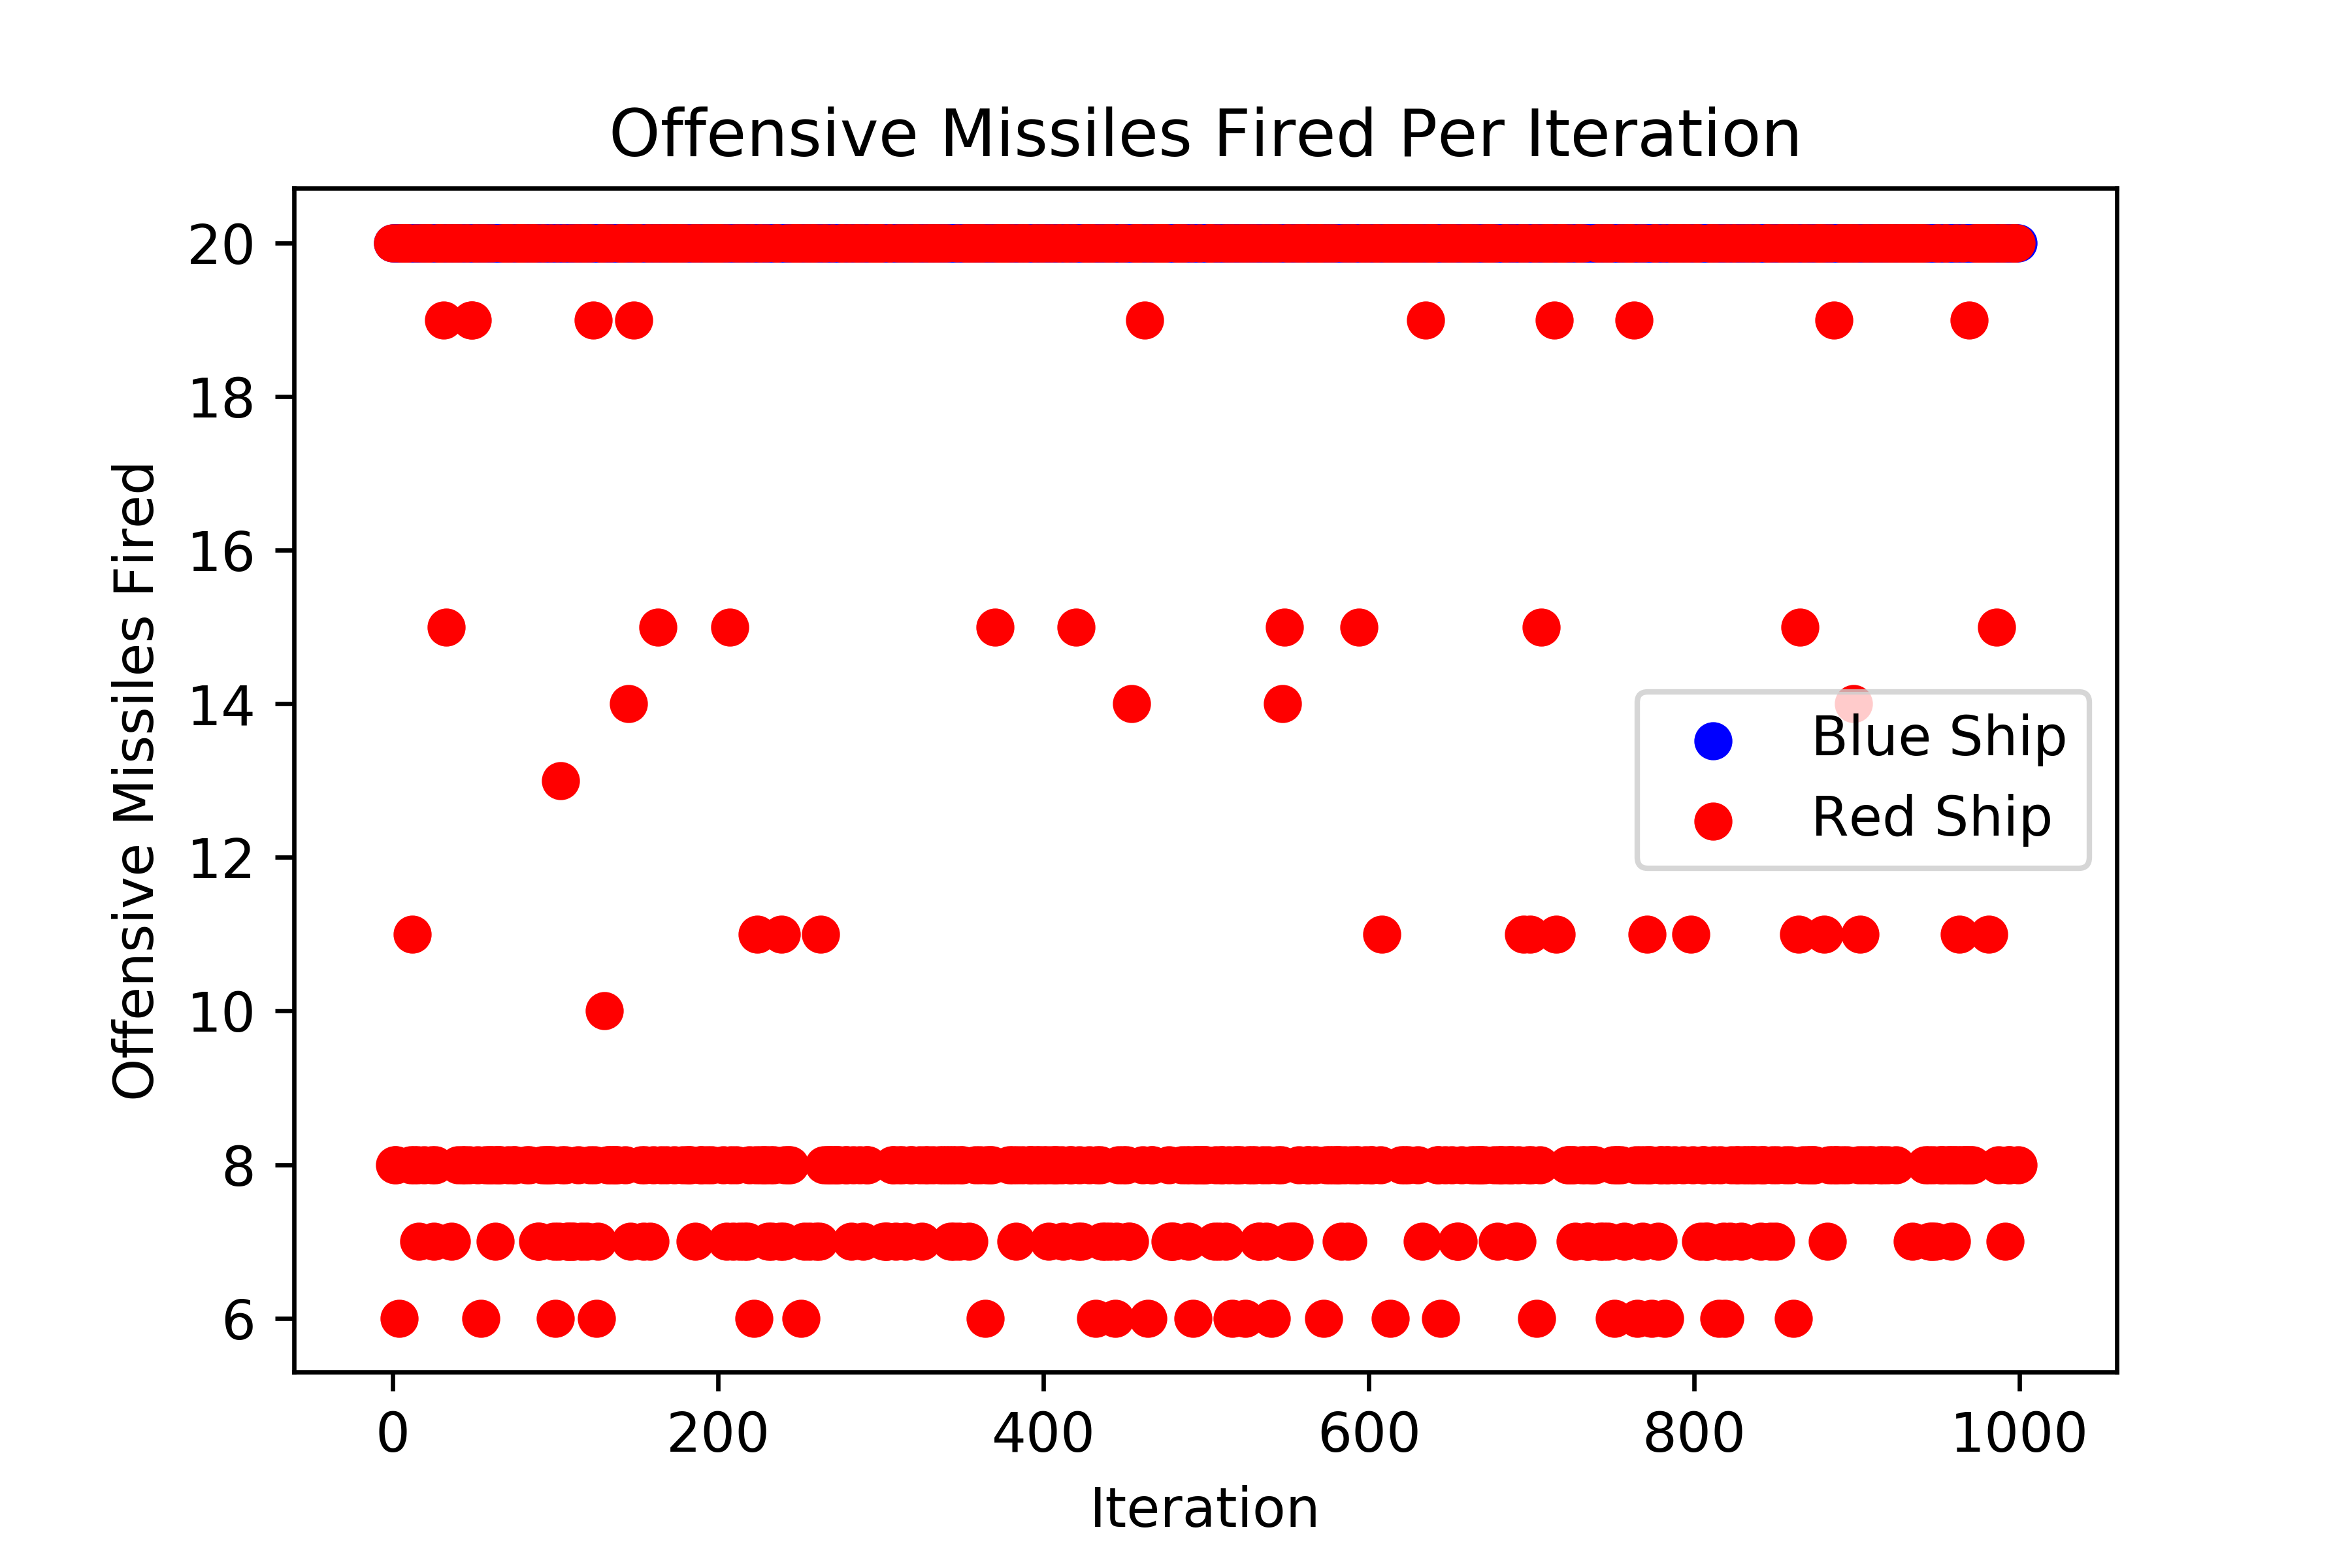 Offensive Missiles Fired Per Iteration
Offensive Missiles Fired
20
18
16
14
12
10
8
6
Blue Ship
Red Ship
0 200 400 600 800 1000
Iteration